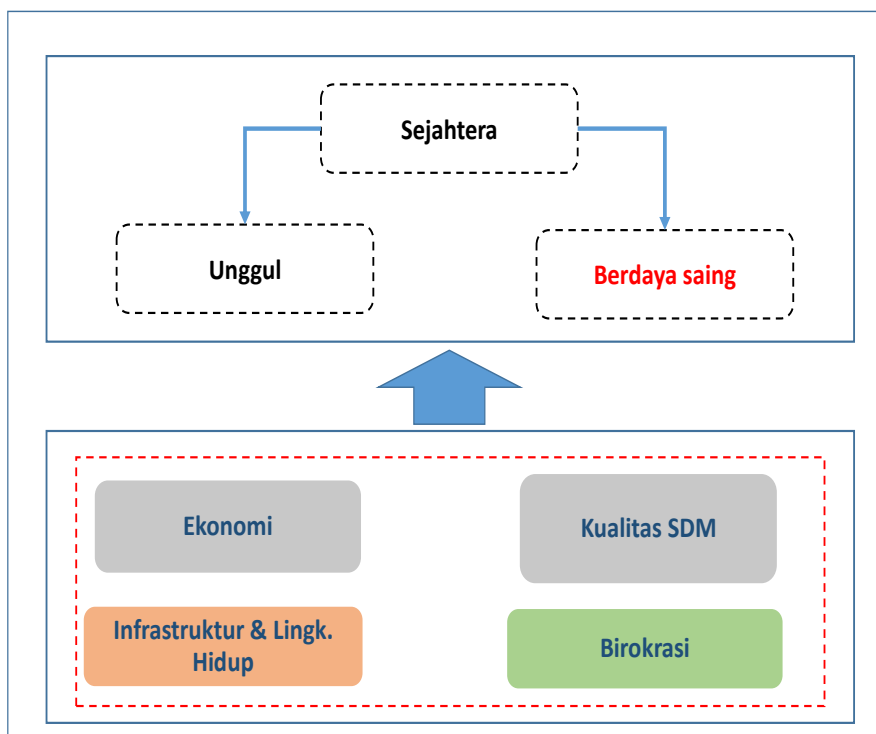 Sejahtera
Unggul
Berdaya saing
Ekonomi
Kualitas SDM
Infrastruktur & Lingk.
Hidup
Birokrasi